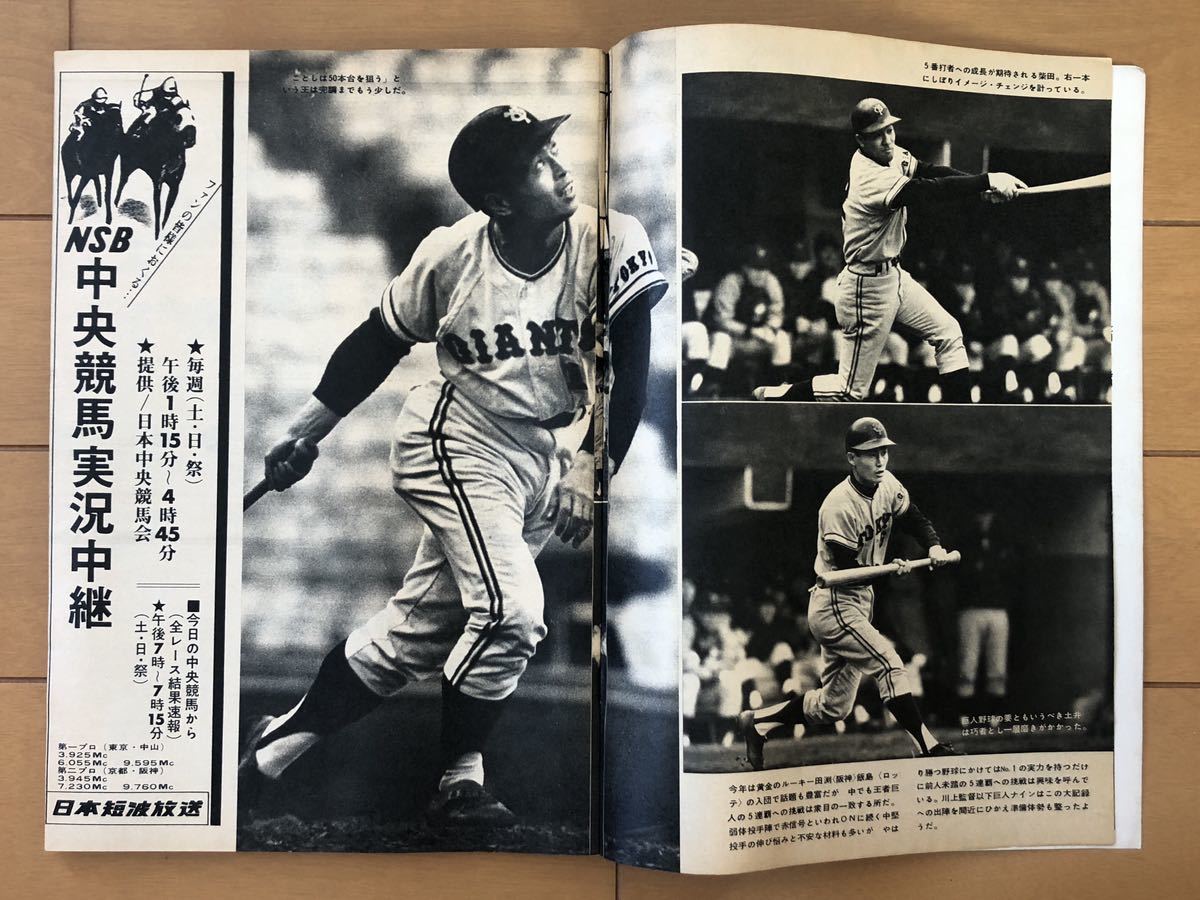 NSB
ファンの皆様におくる…
中央競馬実況中継
★毎週(土・日・祭)
午後1時15分〜4時45分
★提供/日本中央競馬会
■今日の中央競馬から
(全レース結果速報)
★午後7時〜7時15分
(土・日・祭)
第一プロ(東京・中山)
3.925Mc
6.055Mc 9.595Mc
第二プロ(京都・阪神)
3.945Mc
7.230Mc 9.760Mc
日本短波放送
ことしは50本台を狙う」と
いう王は完調までもう少しだ。
GIANTS
TOKYO
5番打者への成長が期待される柴田。右一本
にしぼりイメージ・チェンジを計っている。
TOKYO
巨人野球の要ともいうべき土井
は巧者とし一層磨きがかかった。
今年は黄金のルーキー田渕(阪神)飯島(ロッ
テ)の入団で話題も豊富だが 中でも王者巨
人の5連覇への挑戦は衆目の一致する所だ。
弱体投手陣で赤信号といわれONに続く中堅
投手の伸び悩みと不安な材料も多いが やは
り勝つ野球にかけてはNo.1の実力を持つだけ
に前人未踏の5連覇への挑戦は興味を呼んで
いる。川上監督以下巨人ナインはこの大記録
への出陣を間近にひかえ準備体勢も整ったよ
うだ。